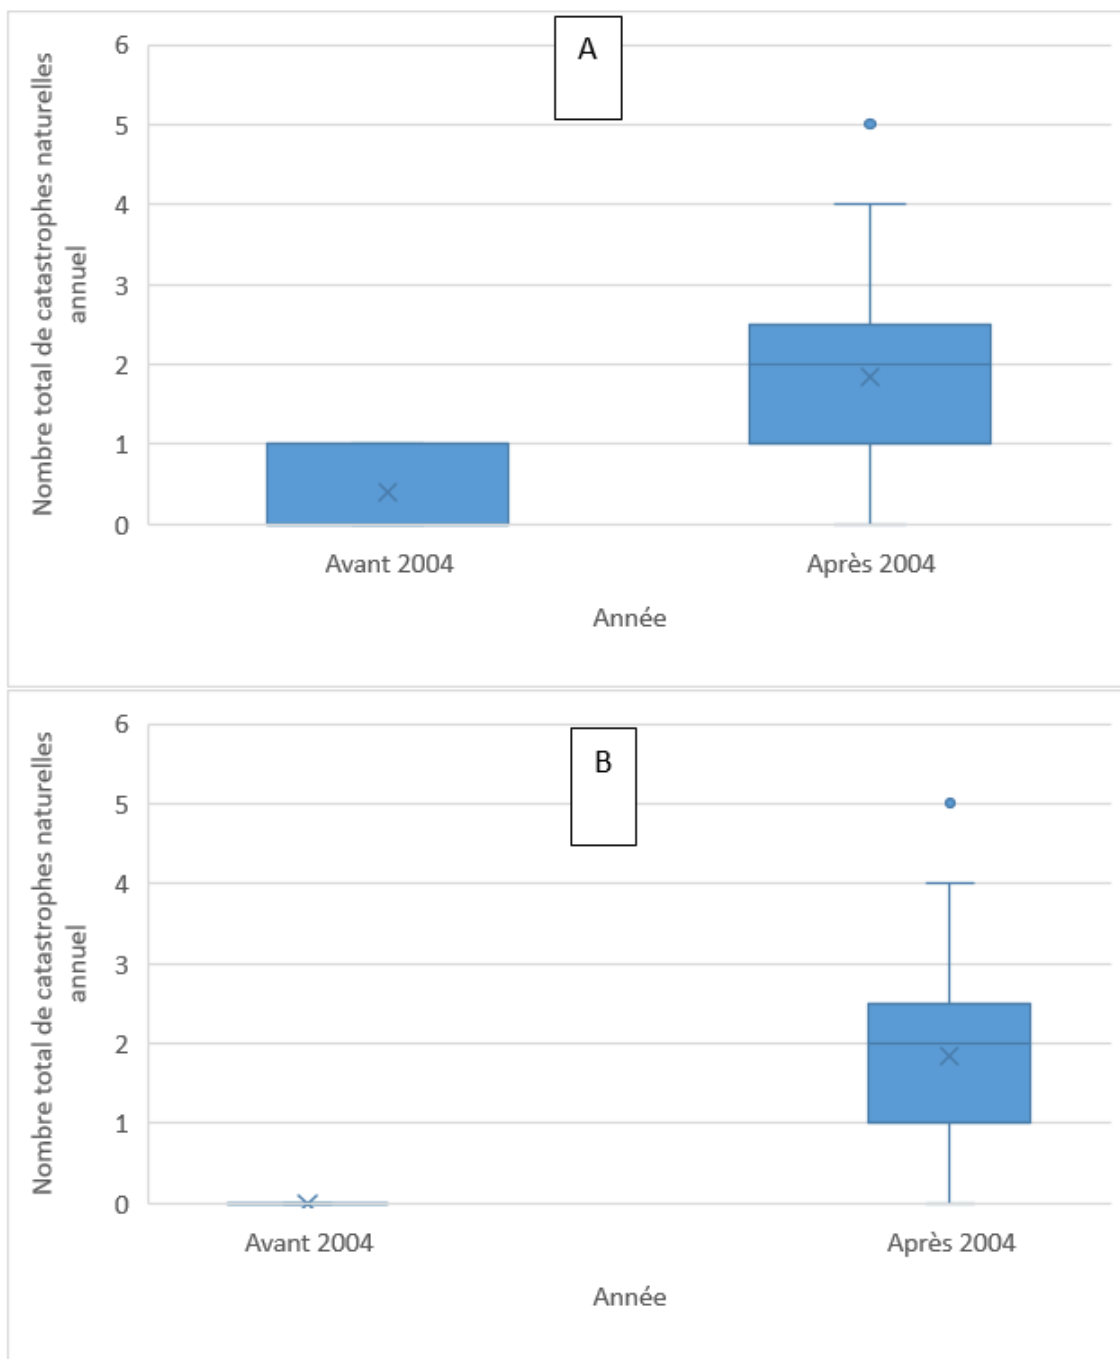 A
Nombre total de catastrophes naturelles
annuel
6
5
4
3
2
1
0
Avant 2004
Après 2004
Année
B
Nombre total de catastrophes naturelles
annuel
6
5
4
3
2
1
0
Avant 2004
Après 2004
Année